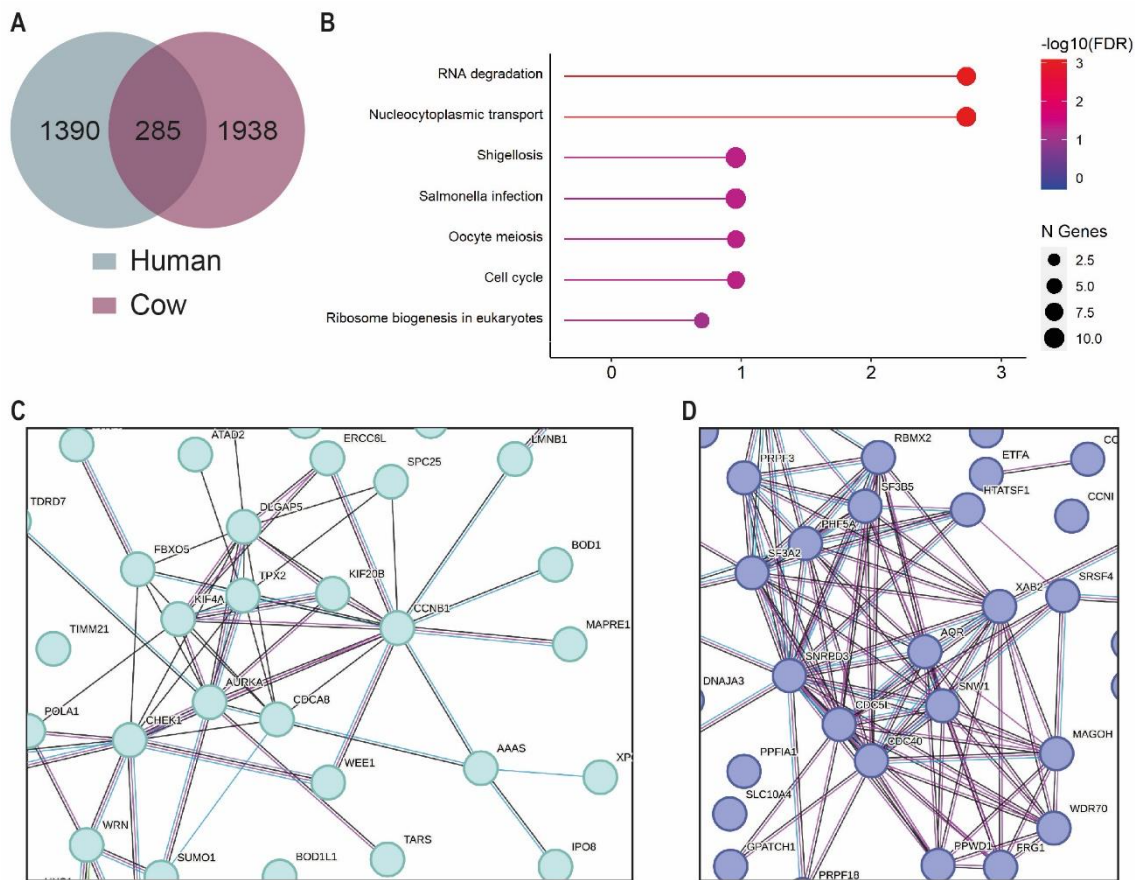 A
1390
285
1938
Human
Cow
B
RNA degradation
Nucleocytoplasmic transport
Shigellosis
Salmonella infection
Oocyte meiosis
Cell cycle
Ribosome biogenesis in eukaryotes
0
1
2
3
-log10(FDR)
3
2
1
0
N Genes
2.5
5.0
7.5
10.0
C
ATAD2
ERCC6L
LMNB1
SPC25
TDRD7
DLGAP5
FBXO5
BOD1
TPX2
KIF20B
KIF4A
CCNB1
TIMM21
MAPRE1
AURKA
CDCA8
POLA1
CHEK1
AAAS
WEE1
WRN
TARS
SUMO1
BOD1L1
IPO8
D
RBMX2
ETFA
PRPF3
SF3B5
HTATSF1
CCNI
PHF5A
SF3A2
XAB2
SRSF4
AQR
SNRPD3
DNAJA3
SNW1
CDC5L
CDC40
MAGOH
PPFIA1
SLC10A4
WDR70
GPATCH1
PPWD1
FRG1
PRPF18